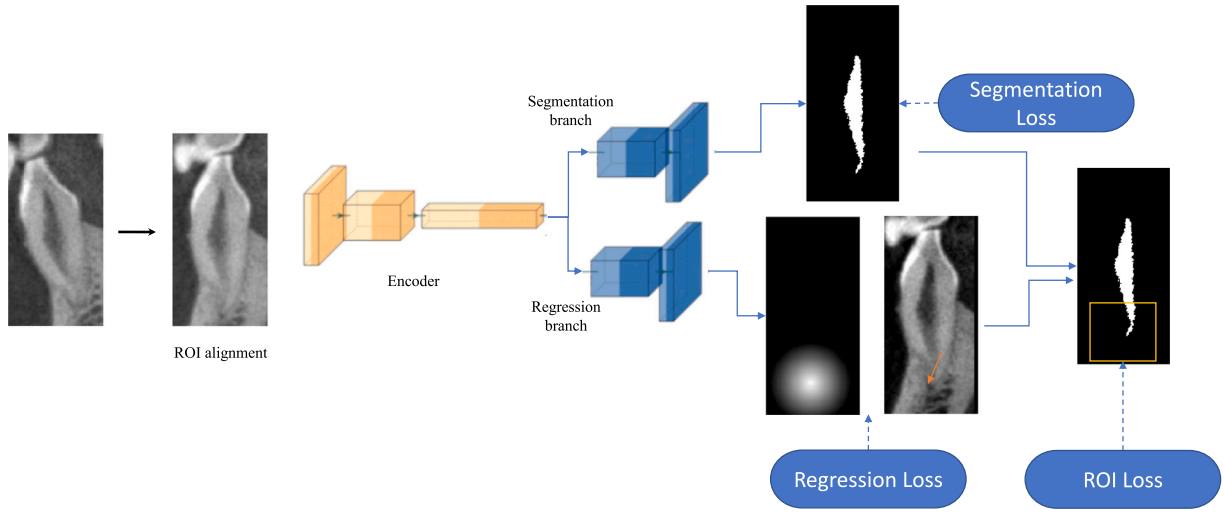 Segmentation
branch
Segmentation
Loss
Encoder
Regression
branch
ROI alignment
Regression Loss
ROI Loss